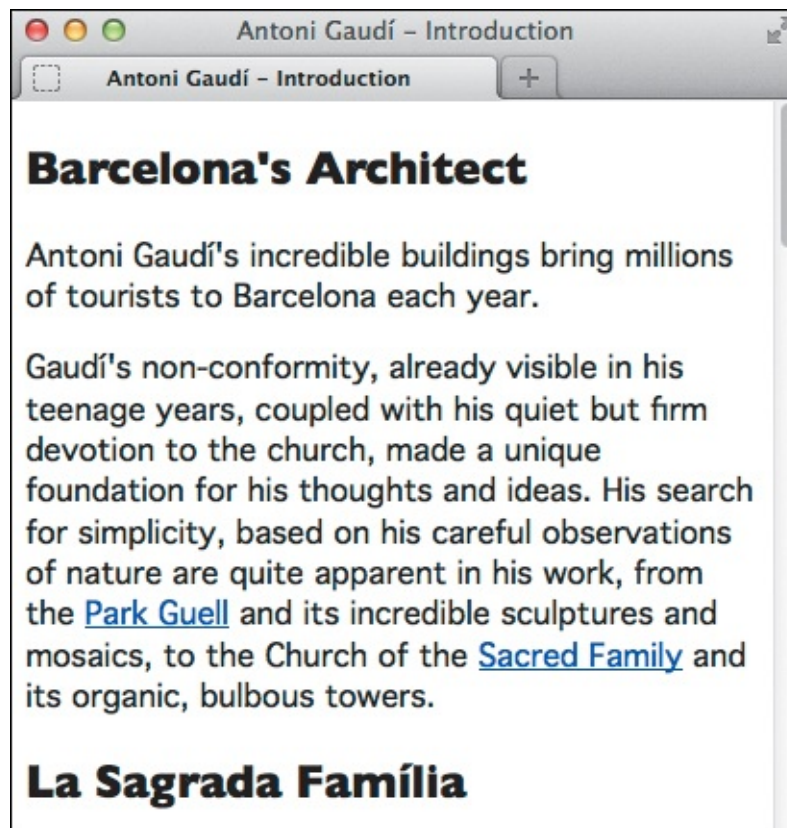 Antoni Gaudí – Introduction
Antoni Gaudí – Introduction
Barcelona's Architect
Antoni Gaudí's incredible buildings bring millions
of tourists to Barcelona each year.
Gaudí's non-conformity, already visible in his
teenage years, coupled with his quiet but firm
devotion to the church, made a unique
foundation for his thoughts and ideas. His search
for simplicity, based on his careful observations
of nature are quite apparent in his work, from
the Park Guell and its incredible sculptures and
mosaics, to the Church of the Sacred Family and
its organic, bulbous towers.
La Sagrada Família